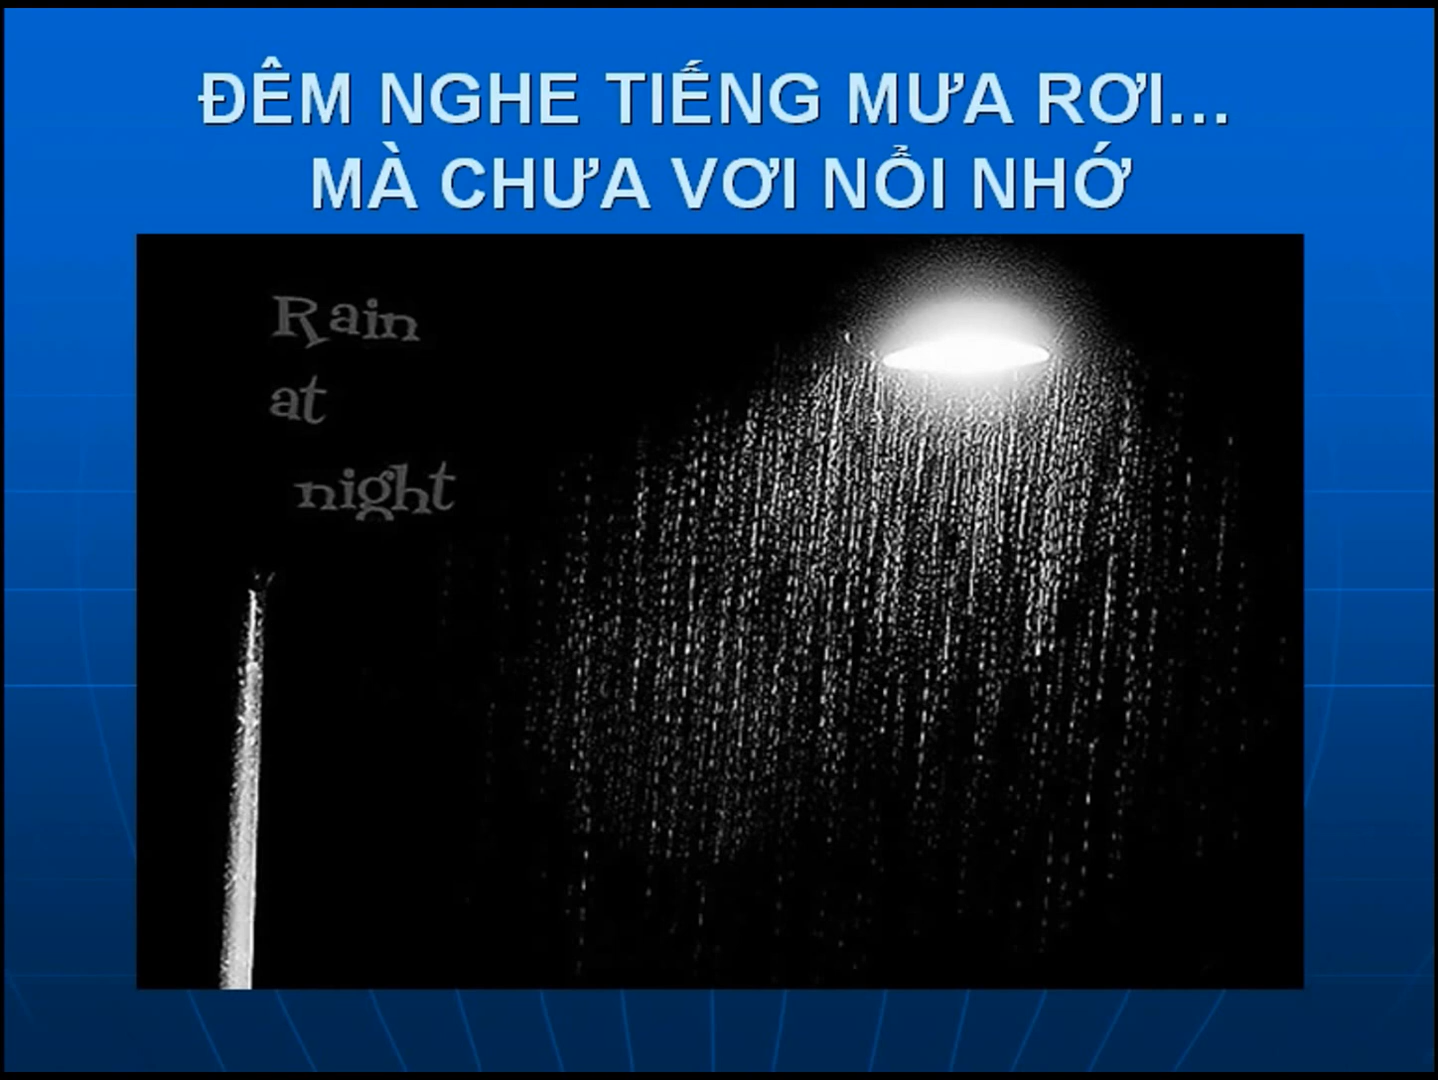 ĐÊM NGHE TIẾNG MƯA RƠI...
MÀ CHƯA VƠI NỔI NHỚ
Rain
at
night